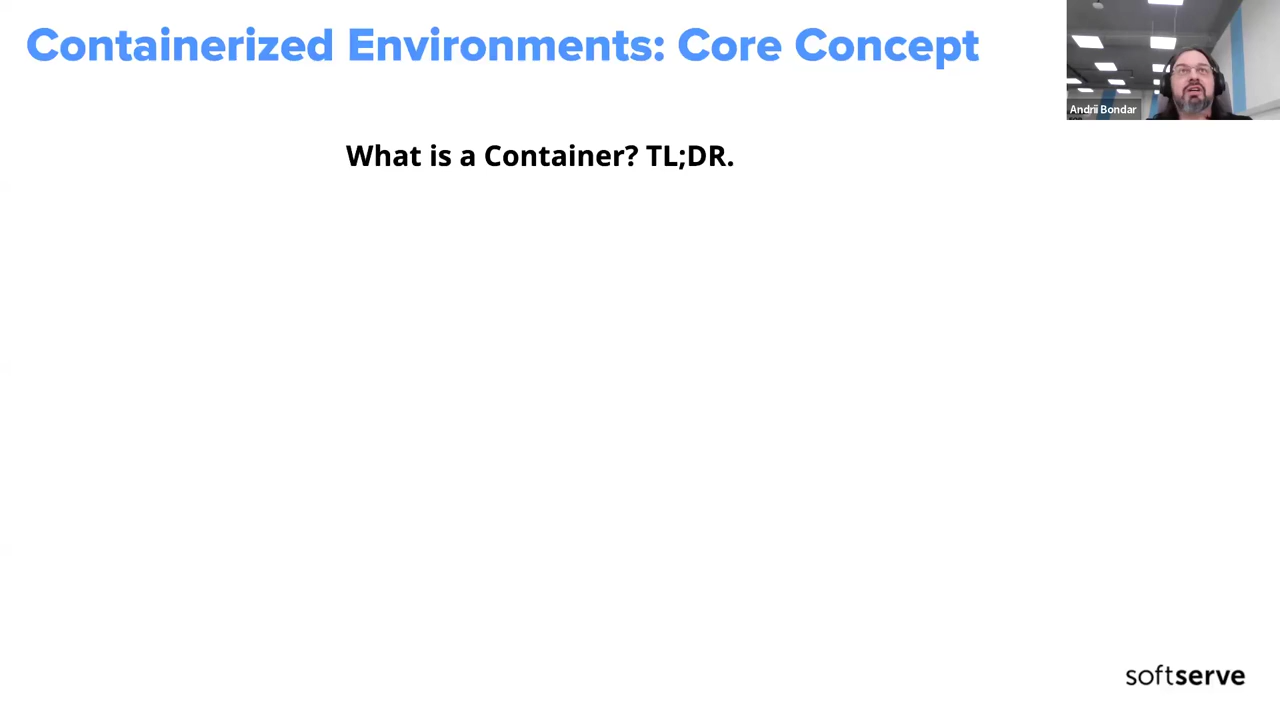 Containerized Environments: Core Concept
Andrii Bondar
What is a Container? TL;DR.
softserve